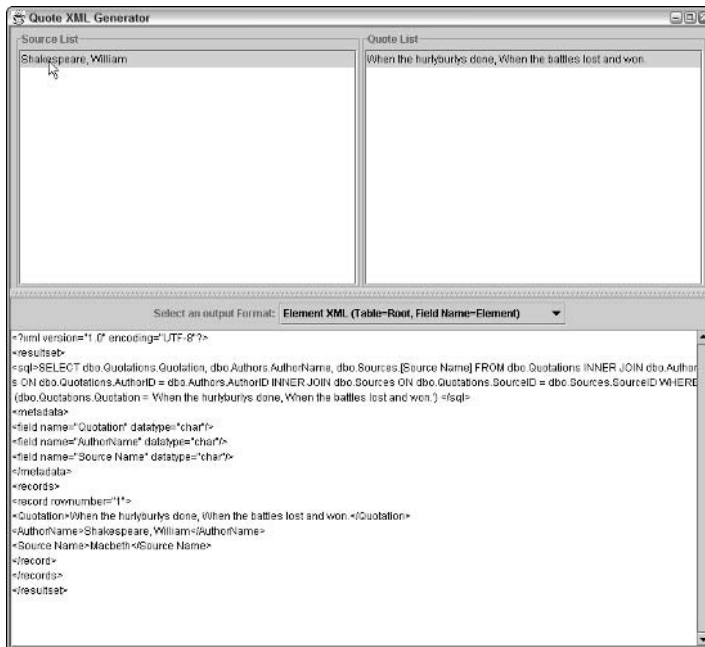 Quote XML Generator
Source List
Quote List
Shakespeare, William
When the hurlyburlys done, When the battles lost and won.
Select an output Format: Element XML (Table=Root, Field Name=Element)
<?xml version="1.0" encoding="UTF-8"?>
<resultset>
<sql>SELECT dbo.Quotations.Quotation, dbo.Authors.AuthorName, dbo.Sources.[Source Name] FROM dbo.Quotations INNER JOIN dbo.Author
s ON dbo.Quotations.AuthorID = dbo.Authors.AuthorID INNER JOIN dbo.Sources ON dbo.Quotations.SourceID = dbo.Sources.SourceID WHERE
(dbo.Quotations.Quotation = 'When the hurlyburlys done, When the battles lost and won.') </sql>
<metadata>
<field name="Quotation" datatype="char"/>
<field name="AuthorName" datatype="char"/>
<field name="Source Name" datatype="char"/>
</metadata>
<records>
<record rownumber="1">
<Quotation>When the hurlyburlys done, When the battles lost and won.</Quotation>
<AuthorName>Shakespeare, William</AuthorName>
<Source Name>Macbeth</Source Name>
</record>
</records>
</resultset>